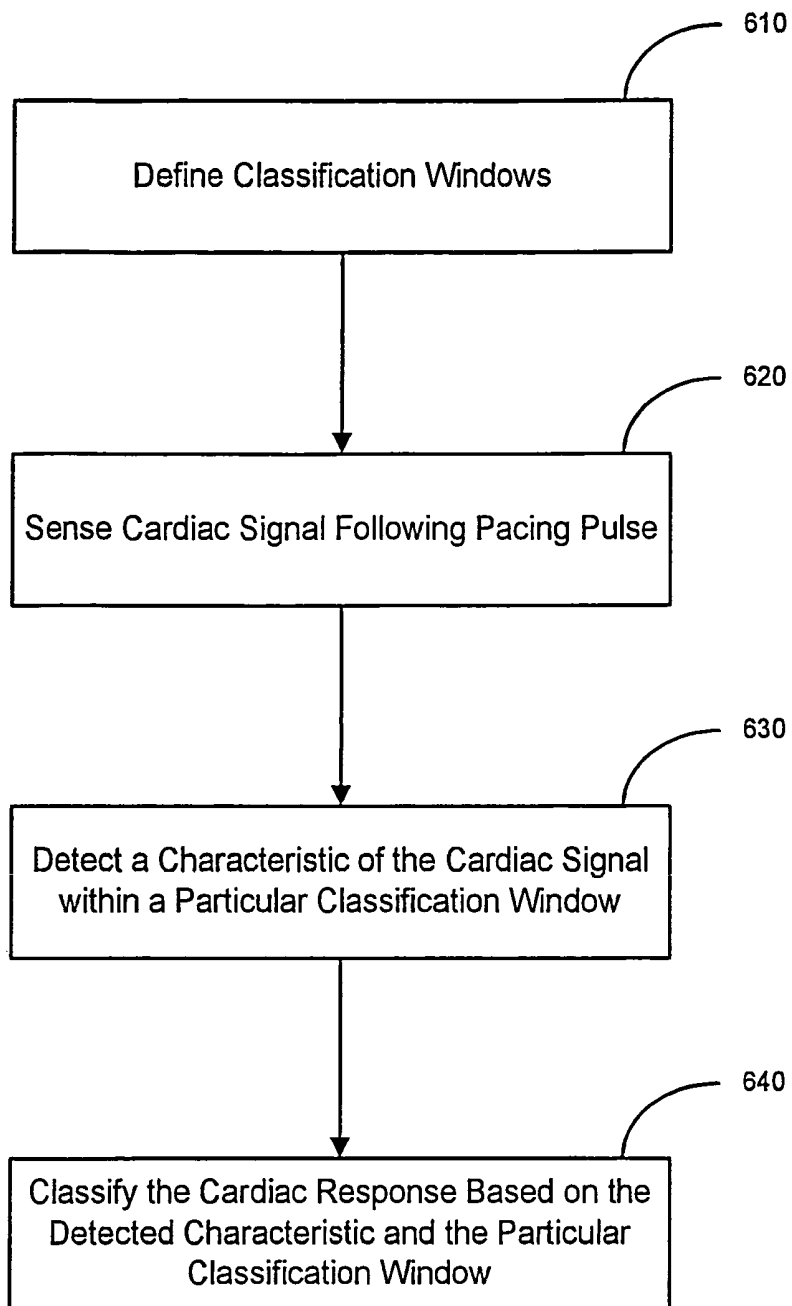 610
Define Classification Windows
620
Sense Cardiac Signal Following Pacing Pulse
630
Detect a Characteristic of the Cardiac Signal
within a Particular Classification Window
640
Classify the Cardiac Response Based on the
Detected Characteristic and the Particular
Classification Window